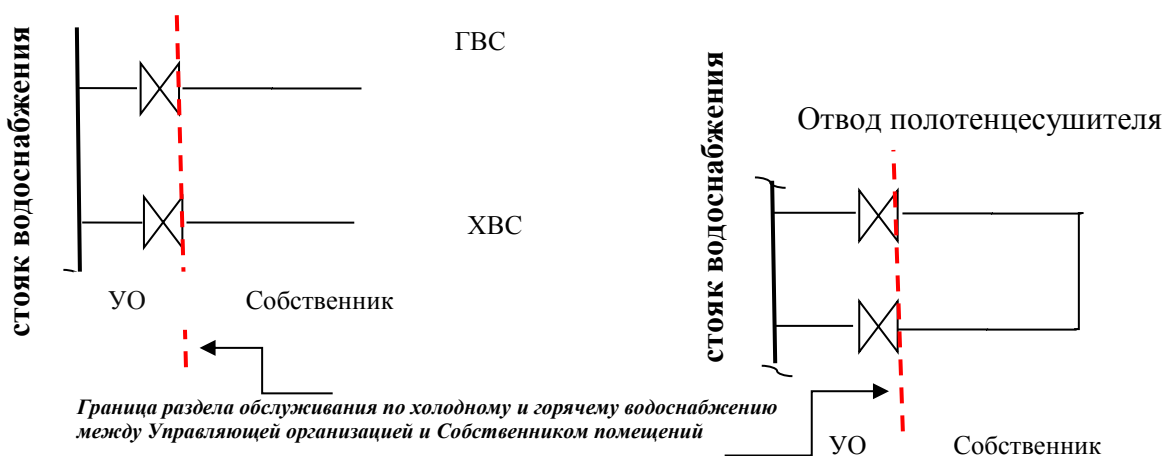 стояк водоснабжения
ГВС
ХВС
УО
Собственник
стояк водоснабжения
Отвод полотенцесушителя
Граница раздела обслуживания по холодному и горячему водоснабжению
между Управляющей организацией и Собственником помещений
УО
Собственник